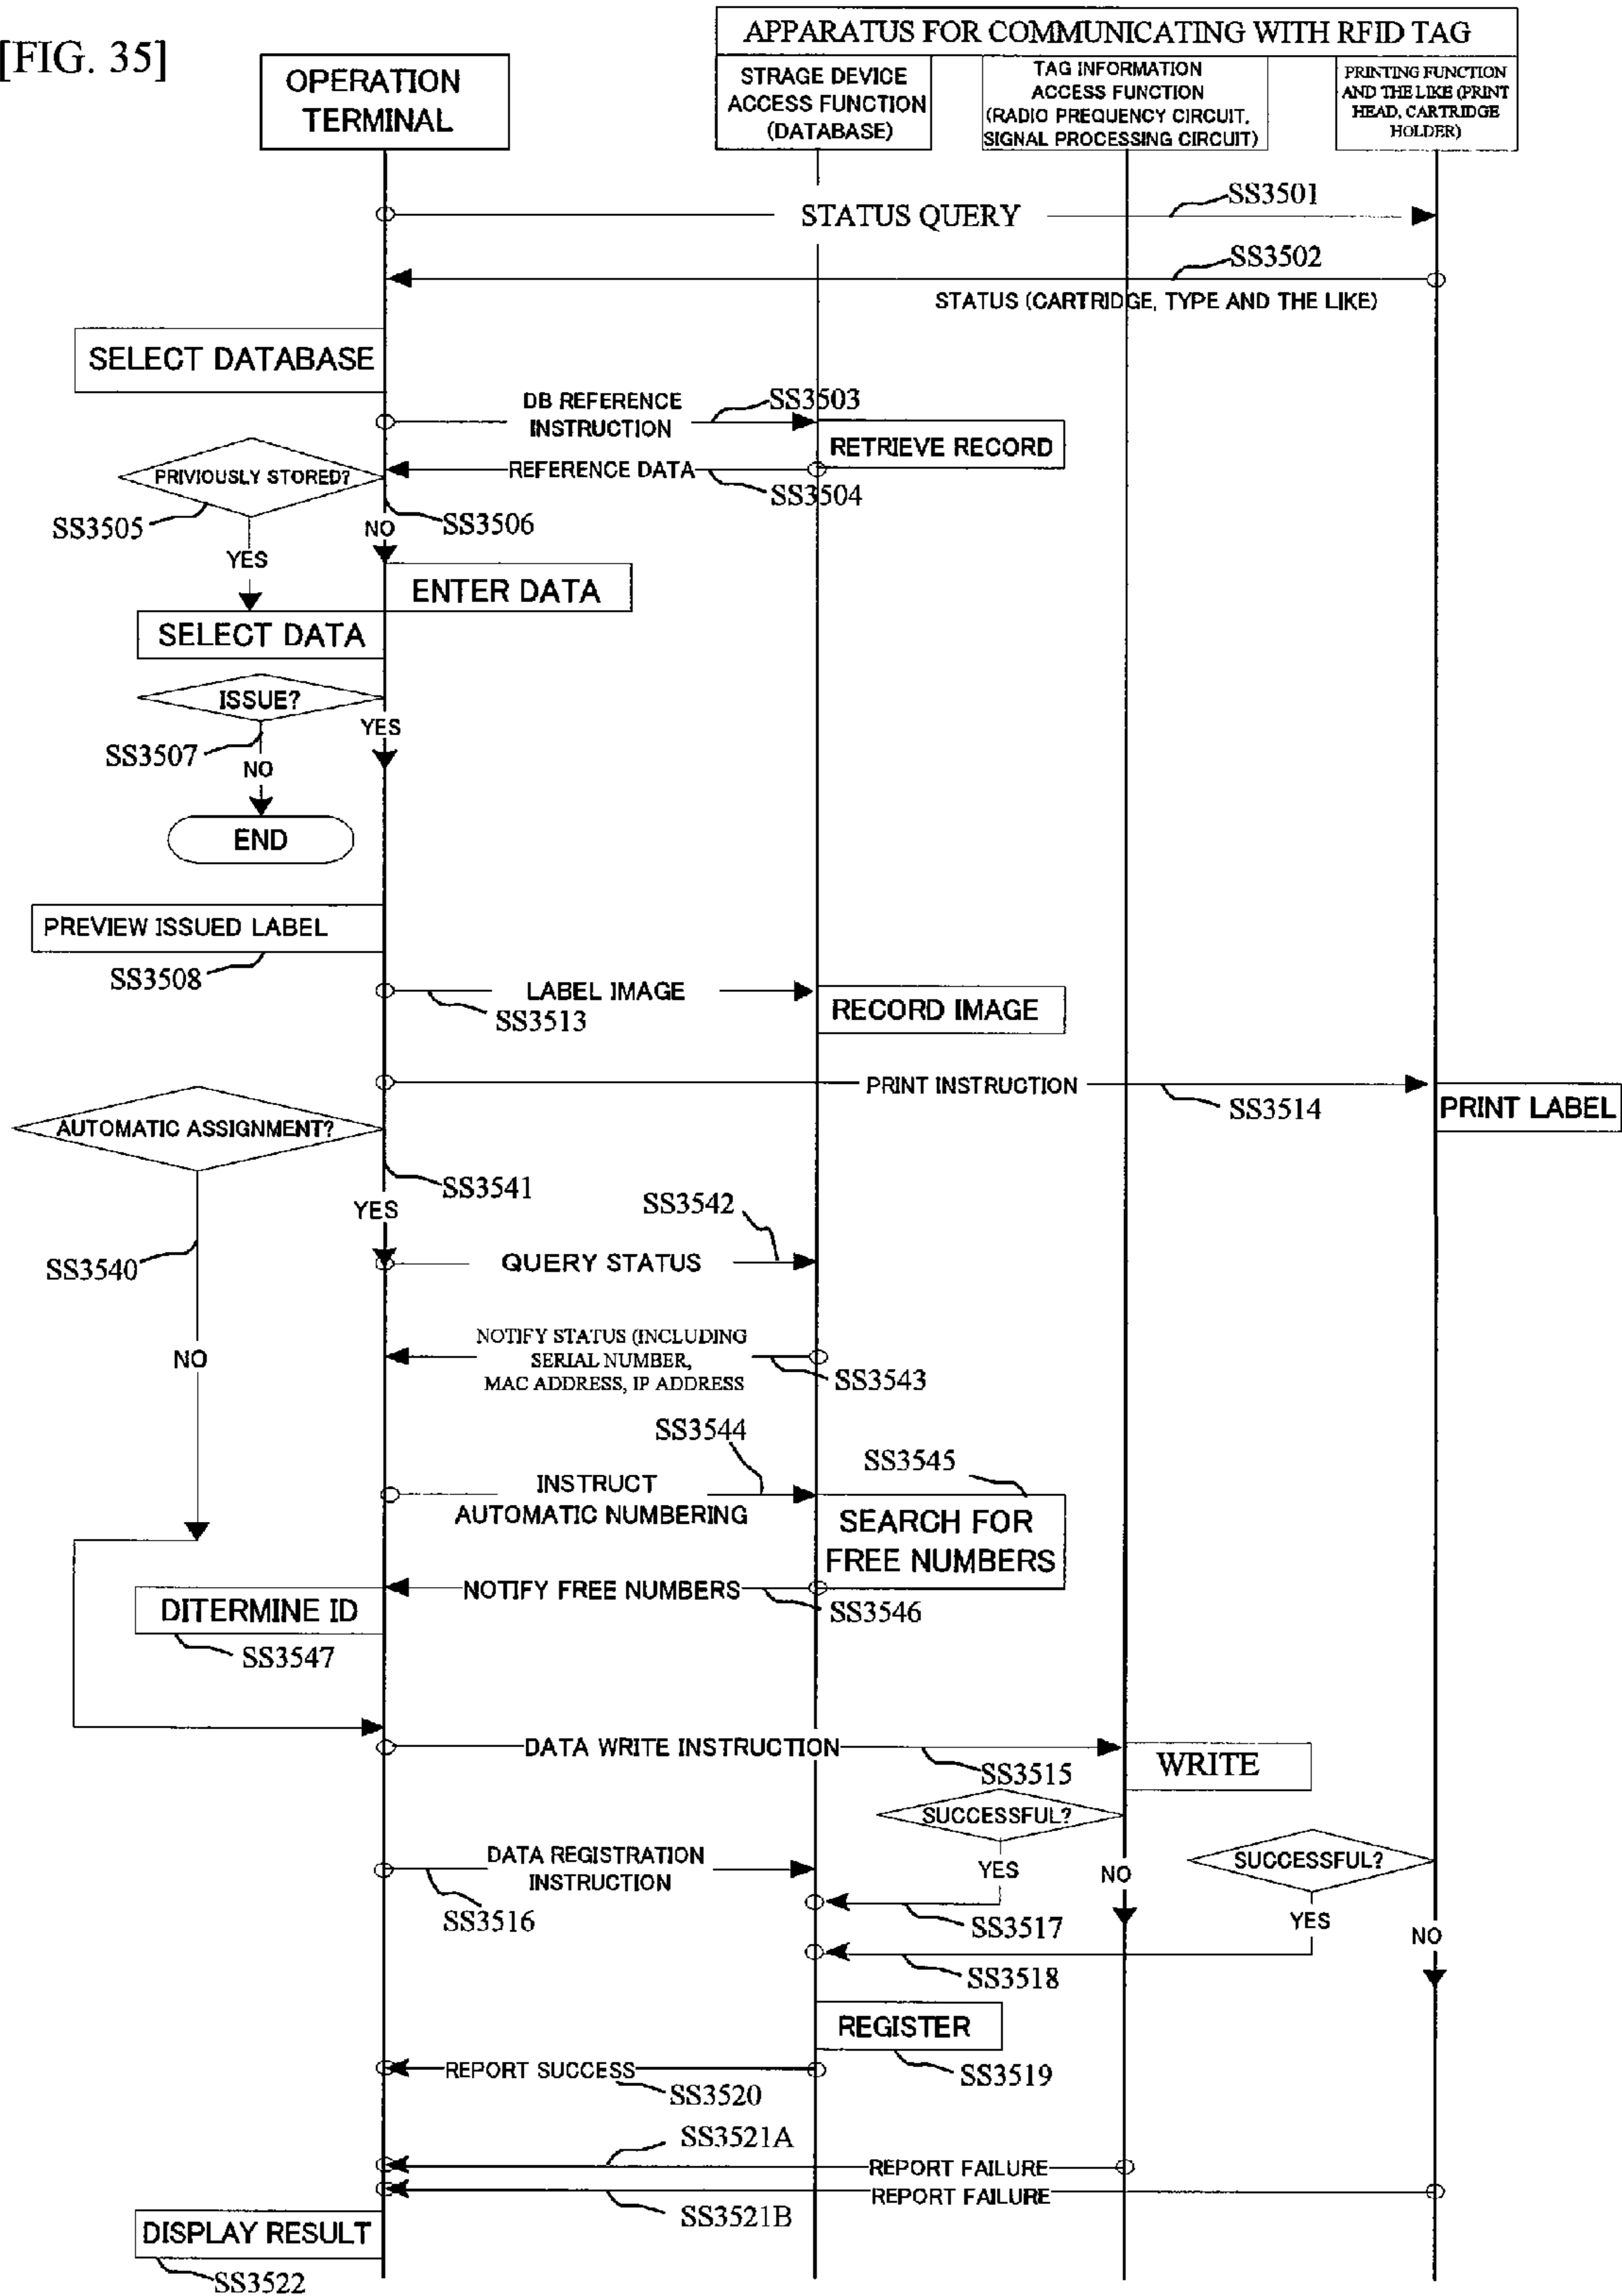 [FIG. 35]
APPARATUS FOR COMMUNICATING WITH RFID TAG
OPERATION
TERMINAL
STRAGE DEVICE
ACCESS FUNCTION
(DATABASE)
TAG INFORMATION
ACCESS FUNCTION
(RADIO PREQUENCY CIRCUIT,
SIGNAL PROCESSING CIRCUIT)
PRINTING FUNCTION
AND THE LIKE (PRINT
HEAD, CARTRIDGE
HOLDER)
SS3501
STATUS QUERY
SS3502
STATUS (CARTRIDGE, TYPE AND THE LIKE)
SELECT DATABASE
DB REFERENCE
INSTRUCTION
SS3503
RETRIEVE RECORD
PRIVIOUSLY STORED?
REFERENCE DATA
SS3504
SS3505
SS3506
NO
YES
ENTER DATA
SELECT DATA
ISSUE?
YES
SS3507
NO
END
PREVIEW ISSUED LABEL
SS3508
LABEL IMAGE
SS3513
RECORD IMAGE
PRINT INSTRUCTION
SS3514
PRINT LABEL
AUTOMATIC ASSIGNMENT?
SS3541
YES
SS3542
SS3540
QUERY STATUS
NO
NOTIFY STATUS (INCLUDING
SERIAL NUMBER,
MAC ADDRESS, IP ADDRESS
SS3543
SS3544
SS3545
INSTRUCT
AUTOMATIC NUMBERING
SEARCH FOR
FREE NUMBERS
NOTIFY FREE NUMBERS
SS3546
DITERMINE ID
SS3547
DATA WRITE INSTRUCTION
SS3515
WRITE
SUCCESSFUL?
DATA REGISTRATION
INSTRUCTION
YES
NO
SUCCESSFUL?
SS3516
SS3517
YES
NO
SS3518
REGISTER
SS3519
REPORT SUCCESS
SS3520
SS3521A
REPORT FAILURE
REPORT FAILURE
SS3521B
DISPLAY RESULT
SS3522